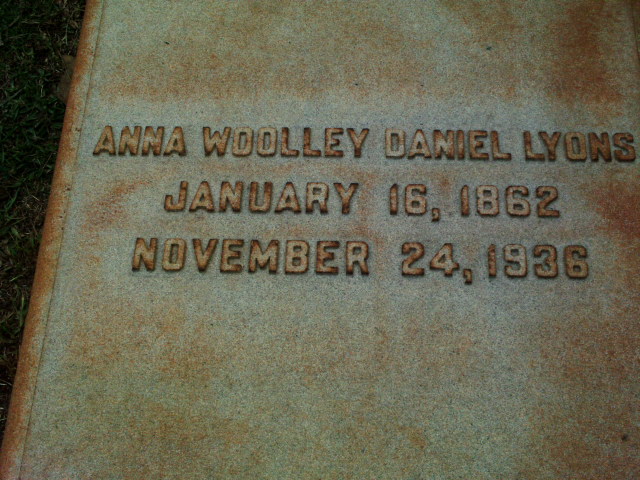 ANNA WOOLLEY DANIEL LYONS
JANUARY 16, 1862
NOVEMBER 24, 1936